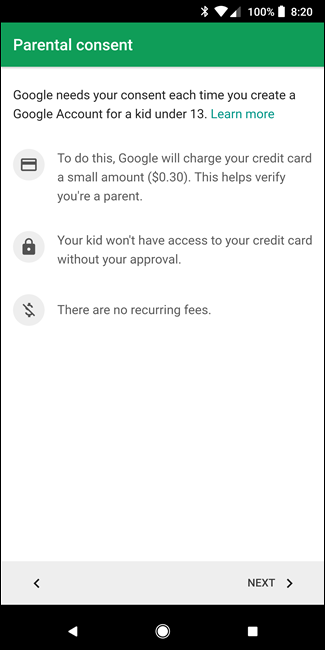 100% 8:20
Parental consent
Google needs your consent each time you create a
Google Account for a kid under 13. Learn more
To do this, Google will charge your credit card
a small amount ($0.30). This helps verify
you're a parent.
Your kid won't have access to your credit card
without your approval.
There are no recurring fees.
NEXT